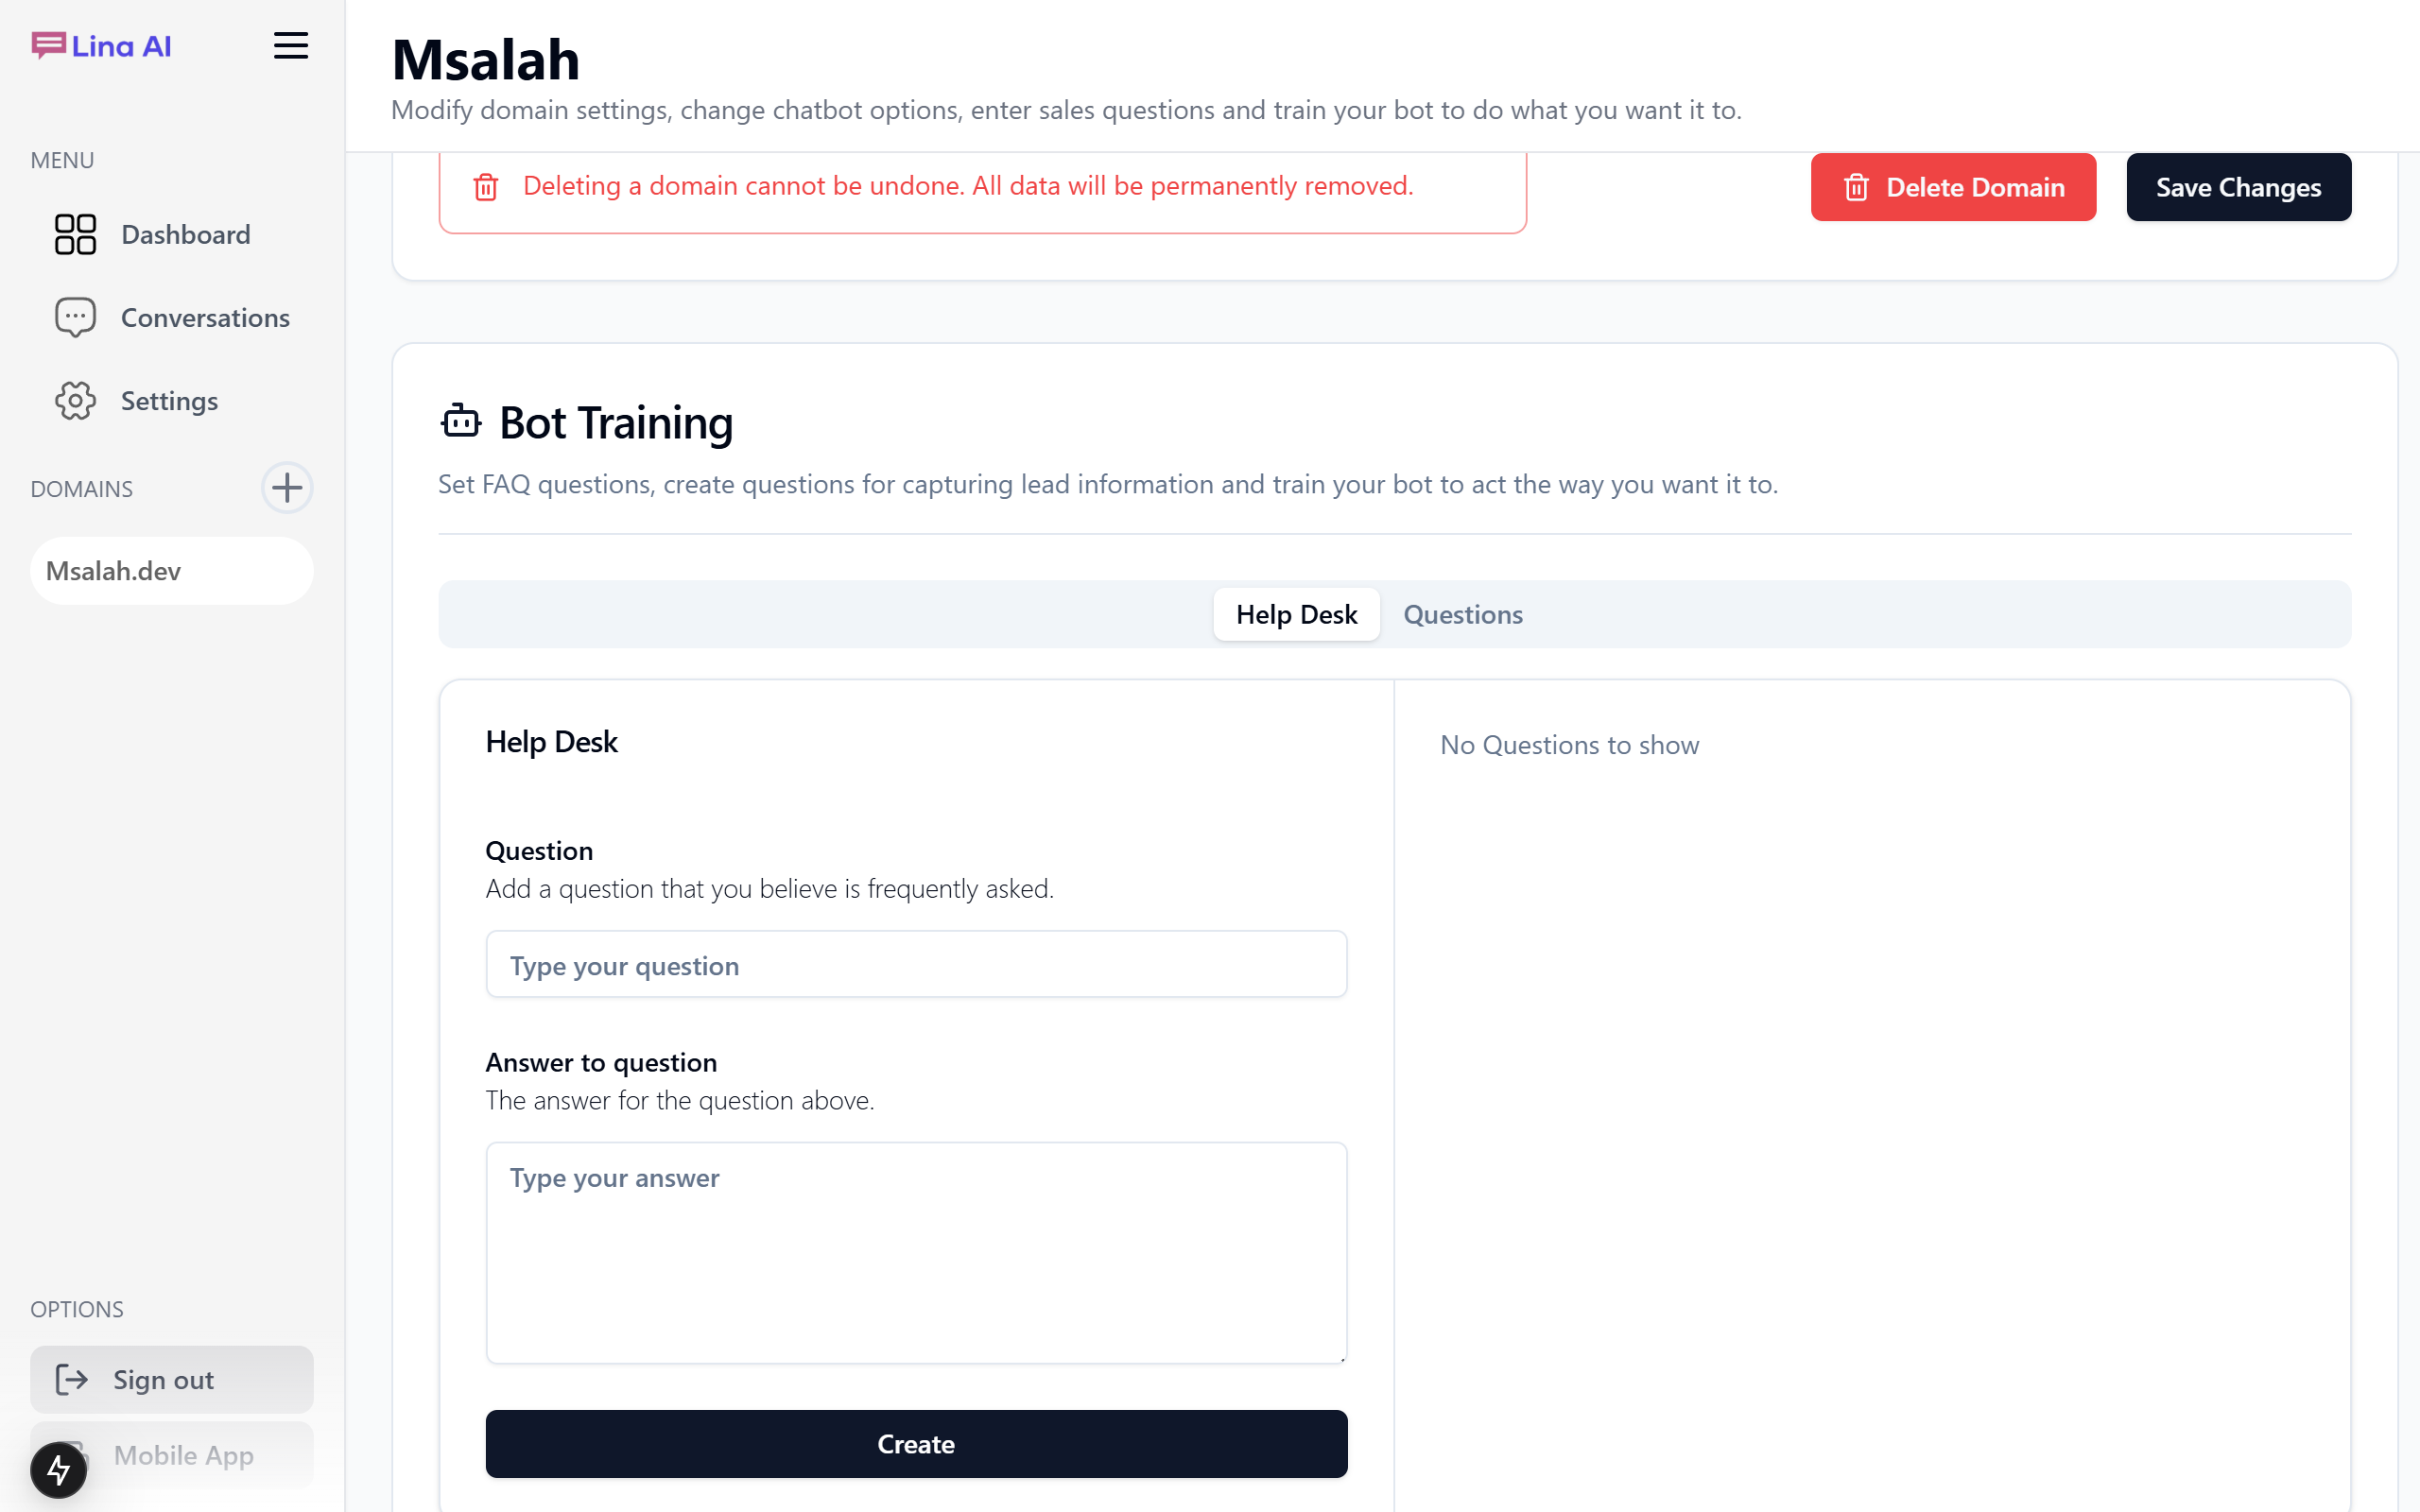 Lina AI
MENU
Dashboard
Conversations
Settings
DOMAINS
Msalah.dev
OPTIONS
Sign out
Mobile App
Msalah
Modify domain settings, change chatbot options, enter sales questions and train your bot to do what you want it to.
Deleting a domain cannot be undone. All data will be permanently removed.
Delete Domain
Save Changes
Bot Training
Set FAQ questions, create questions for capturing lead information and train your bot to act the way you want it to.
Help Desk
Questions
Help Desk
Question
Add a question that you believe is frequently asked.
Type your question
Answer to question
The answer for the question above.
Type your answer
Create
No Questions to show